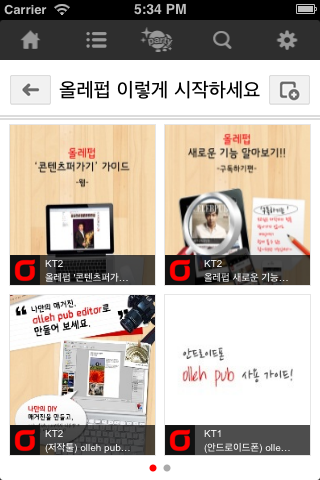 Carrier
5:34 PM
party
올레펍 이렇게 시작하세요
올레펍
'콘텐츠퍼가기' 가이드
-웹-
KT2
올레펍 '콘텐츠퍼가...
올레펍
새로운 기능 알아보기!!
-구독하기편-
KT2
올레펍 새로운 기능...
나만의 매거진,
olleh pub editor로
만들어 보세요.
나만의 DIY
매거진을 만들고,
KT2
(저작툴) olleh pub...
안드로이드폰
olleh pub 사용 가이드!
KT1
(안드로이드폰) olle...